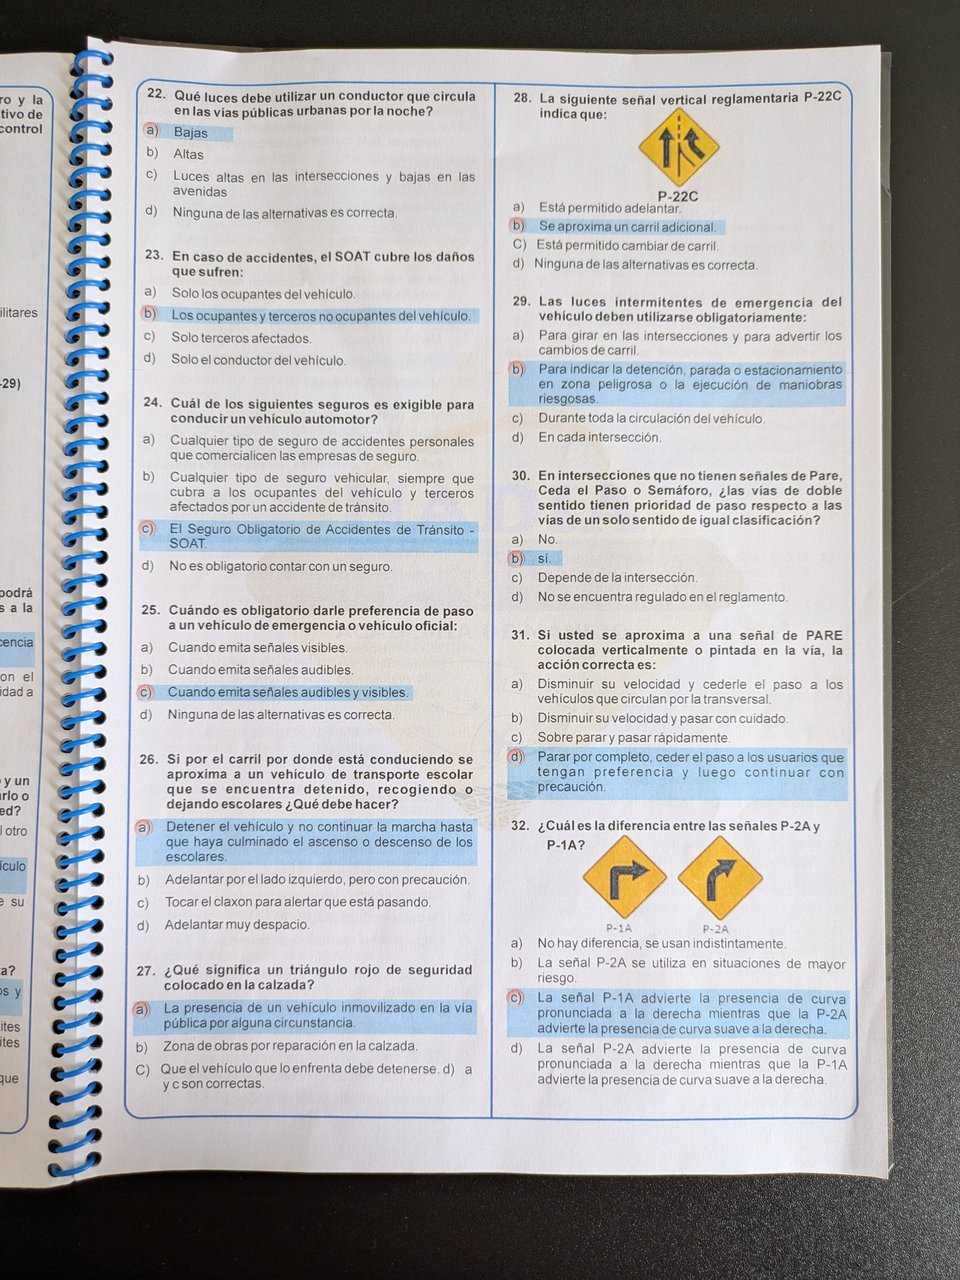 ro y la
tivo de
control
ilitares
-29)
podrá
s a la
cencia
on el
idad a
y un
rlo o
ed?
l otro
ículo
e su
a?
os y
ites
ites
que
22. Qué luces debe utilizar un conductor que circula
en las vías públicas urbanas por la noche?
a) Bajas
b) Altas
c) Luces altas en las intersecciones y bajas en las
avenidas
d) Ninguna de las alternativas es correcta.
23. En caso de accidentes, el SOAT cubre los daños
que sufren:
a) Solo los ocupantes del vehículo.
b) Los ocupantes y terceros no ocupantes del vehículo.
c) Solo terceros afectados.
d) Solo el conductor del vehículo.
24. Cuál de los siguientes seguros es exigible para
conducir un vehículo automotor?
a) Cualquier tipo de seguro de accidentes personales
que comercialicen las empresas de seguro.
b) Cualquier tipo de seguro vehicular, siempre que
cubra a los ocupantes del vehículo y terceros
afectados por un accidente de tránsito.
c) El Seguro Obligatorio de Accidentes de Tránsito -
SOAT.
d) No es obligatorio contar con un seguro.
25. Cuándo es obligatorio darle preferencia de paso
a un vehículo de emergencia o vehículo oficial:
a) Cuando emita señales visibles.
b) Cuando emita señales audibles.
c) Cuando emita señales audibles y visibles.
d) Ninguna de las alternativas es correcta.
26. Si por el carril por donde está conduciendo se
aproxima a un vehículo de transporte escolar
que se encuentra detenido, recogiendo o
dejando escolares ¿Qué debe hacer?
a) Detener el vehículo y no continuar la marcha hasta
que haya culminado el ascenso o descenso de los
escolares.
b) Adelantar por el lado izquierdo, pero con precaución.
c) Tocar el claxon para alertar que está pasando.
d) Adelantar muy despacio.
27. ¿Qué significa un triángulo rojo de seguridad
colocado en la calzada?
a) La presencia de un vehículo inmovilizado en la vía
pública por alguna circunstancia.
b) Zona de obras por reparación en la calzada.
C) Que el vehículo que lo enfrenta debe detenerse. d) a
y c son correctas.
28. La siguiente señal vertical reglamentaria P-22C
indica que:
P-22C
a) Está permitido adelantar.
b) Se aproxima un carril adicional.
C) Está permitido cambiar de carril.
d) Ninguna de las alternativas es correcta.
29. Las luces intermitentes de emergencia del
vehículo deben utilizarse obligatoriamente:
a) Para girar en las intersecciones y para advertir los
cambios de carril.
b) Para indicar la detención, parada o estacionamiento
en zona peligrosa o la ejecución de maniobras
riesgosas.
c) Durante toda la circulación del vehículo.
d) En cada intersección.
30. En intersecciones que no tienen señales de Pare,
Ceda el Paso o Semáforo, ¿las vías de doble
sentido tienen prioridad de paso respecto a las
vías de un solo sentido de igual clasificación?
a) No.
b) sí.
c) Depende de la intersección.
d) No se encuentra regulado en el reglamento.
31. Si usted se aproxima a una señal de PARE
colocada verticalmente o pintada en la vía, la
acción correcta es:
a) Disminuir su velocidad y cederle el paso a los
vehículos que circulan por la transversal.
b) Disminuir su velocidad y pasar con cuidado.
c) Sobre parar y pasar rápidamente.
d) Parar por completo, ceder el paso a los usuarios que
tengan preferencia y luego continuar con
precaución.
32. ¿Cuál es la diferencia entre las señales P-2A y
P-1A?
P-1A P-2A
a) No hay diferencia, se usan indistintamente.
b) La señal P-2A se utiliza en situaciones de mayor
riesgo.
c) La señal P-1A advierte la presencia de curva
pronunciada a la derecha mientras que la P-2A
advierte la presencia de curva suave a la derecha.
d) La señal P-2A advierte la presencia de curva
pronunciada a la derecha mientras que la P-1A
advierte la presencia de curva suave a la derecha.